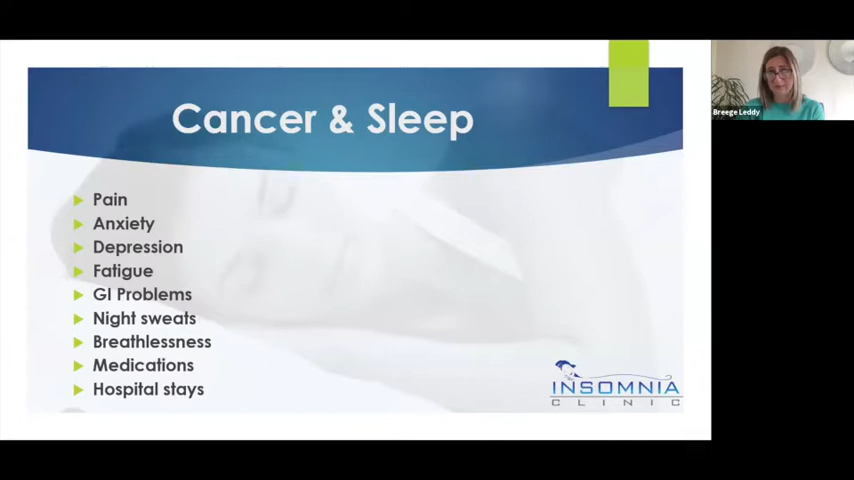 Cancer & Sleep
Pain
Anxiety
Depression
Fatigue
GI Problems
Night sweats
Breathlessness
Medications
Hospital stays
INSOMNIA
CLINIC
Breege Leddy